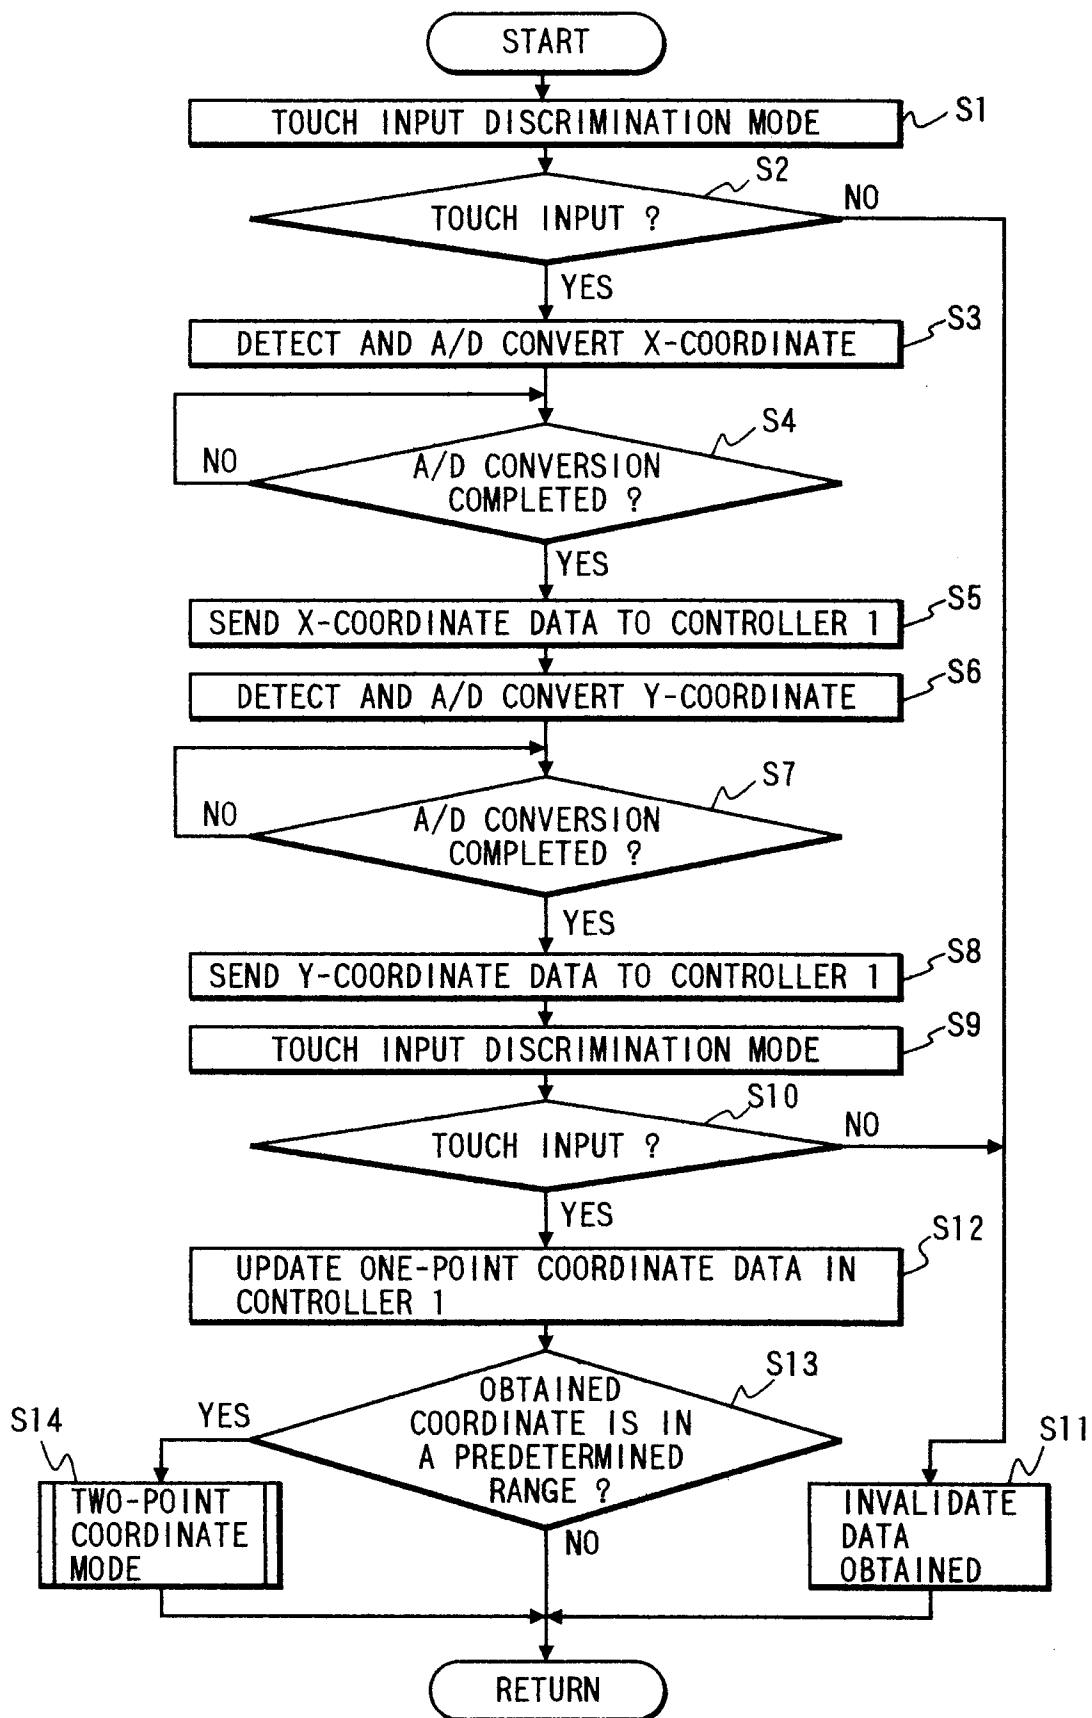 START
TOUCH INPUT DISCRIMINATION MODE
S1
S2
TOUCH INPUT ?
NO
YES
DETECT AND A/D CONVERT X-COORDINATE
S3
S4
A/D CONVERSION
COMPLETED ?
NO
YES
SEND X-COORDINATE DATA TO CONTROLLER 1
S5
DETECT AND A/D CONVERT Y-COORDINATE
S6
S7
A/D CONVERSION
COMPLETED ?
NO
YES
SEND Y-COORDINATE DATA TO CONTROLLER 1
S8
TOUCH INPUT DISCRIMINATION MODE
S9
S10
TOUCH INPUT ?
NO
YES
UPDATE ONE-POINT COORDINATE DATA IN
CONTROLLER 1
S12
S13
OBTAINED
COORDINATE IS IN
A PREDETERMINED
RANGE ?
YES
NO
S14
TWO-POINT
COORDINATE
MODE
S11
INVALIDATE
DATA
OBTAINED
RETURN